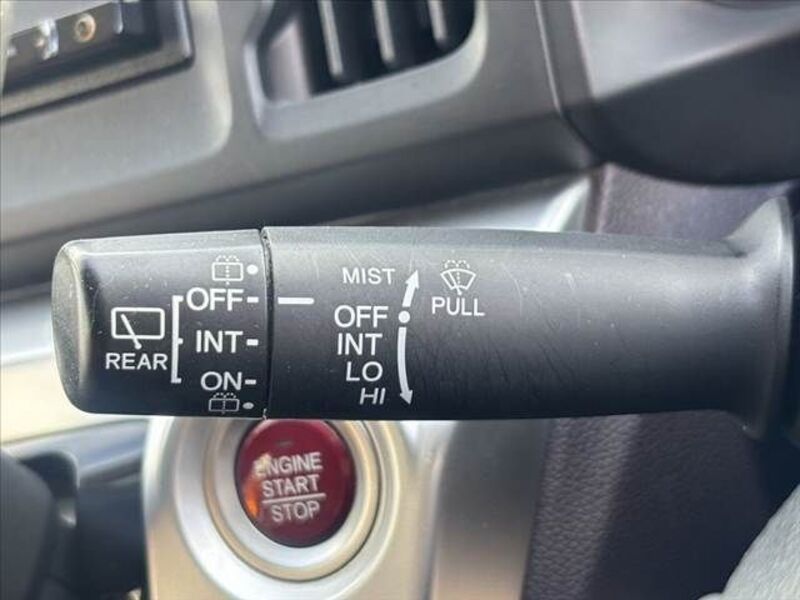 REAR
OFF
INT
ON
MIST
OFF
INT
LO
HI
PULL
ENGINE
START
STOP